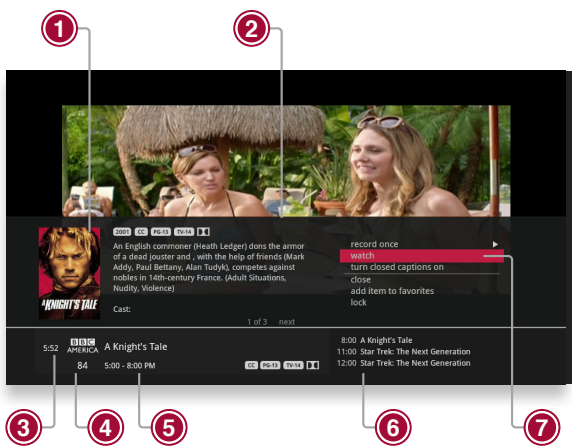 1
2
2001 CC PG-13 TV-14
An English commoner (Heath Ledger) dons the armor
of a dead jouster and , with the help of friends (Mark
Addy, Paul Bettany, Alan Tudyk), competes against
nobles in 14th-century France. (Adult Situations,
Nudity, Violence)
Cast:
1 of 3 next
A KNIGHT'S TALE
record once
watch
turn closed captions on
close
add item to favorites
lock
5:52 BBC AMERICA 84
A Knight's Tale
5:00 - 8:00 PM CC PG-13 TV-14
8:00 A Knight's Tale
11:00 Star Trek: The Next Generation
12:00 Star Trek: The Next Generation
3
4
5
6
7